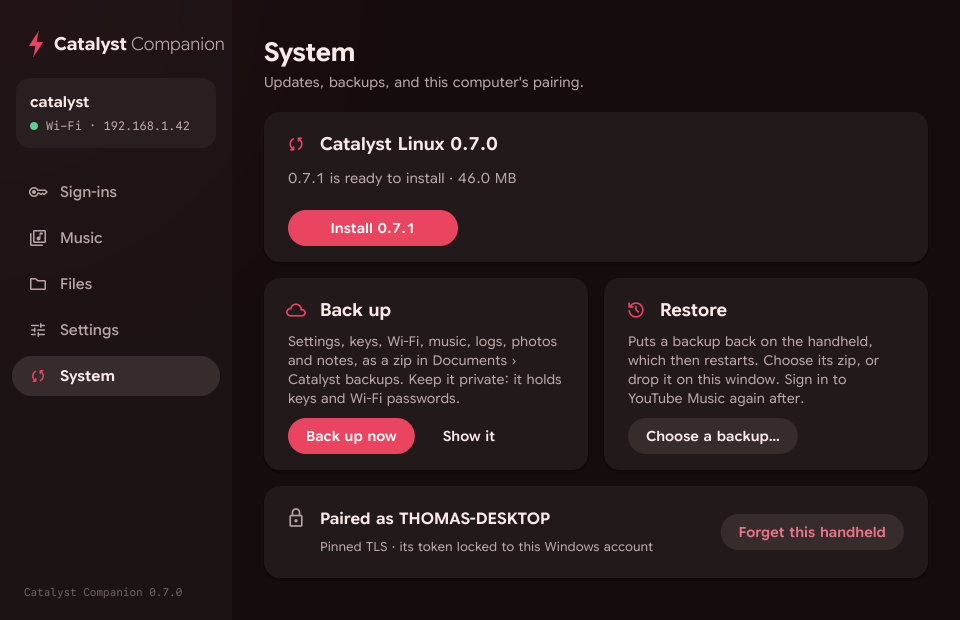 Catalyst Companion
catalyst
Wi-Fi · 192.168.1.42
Sign-ins
Music
Files
Settings
System
Catalyst Companion 0.7.0
System
Updates, backups, and this computer's pairing.
Catalyst Linux 0.7.0
0.7.1 is ready to install · 46.0 MB
Install 0.7.1
Back up
Settings, keys, Wi-Fi, music, logs, photos
and notes, as a zip in Documents ›
Catalyst backups. Keep it private: it holds
keys and Wi-Fi passwords.
Back up now
Show it
Restore
Puts a backup back on the handheld,
which then restarts. Choose its zip, or
drop it on this window. Sign in to
YouTube Music again after.
Choose a backup…
Paired as THOMAS-DESKTOP
Pinned TLS · its token locked to this Windows account
Forget this handheld